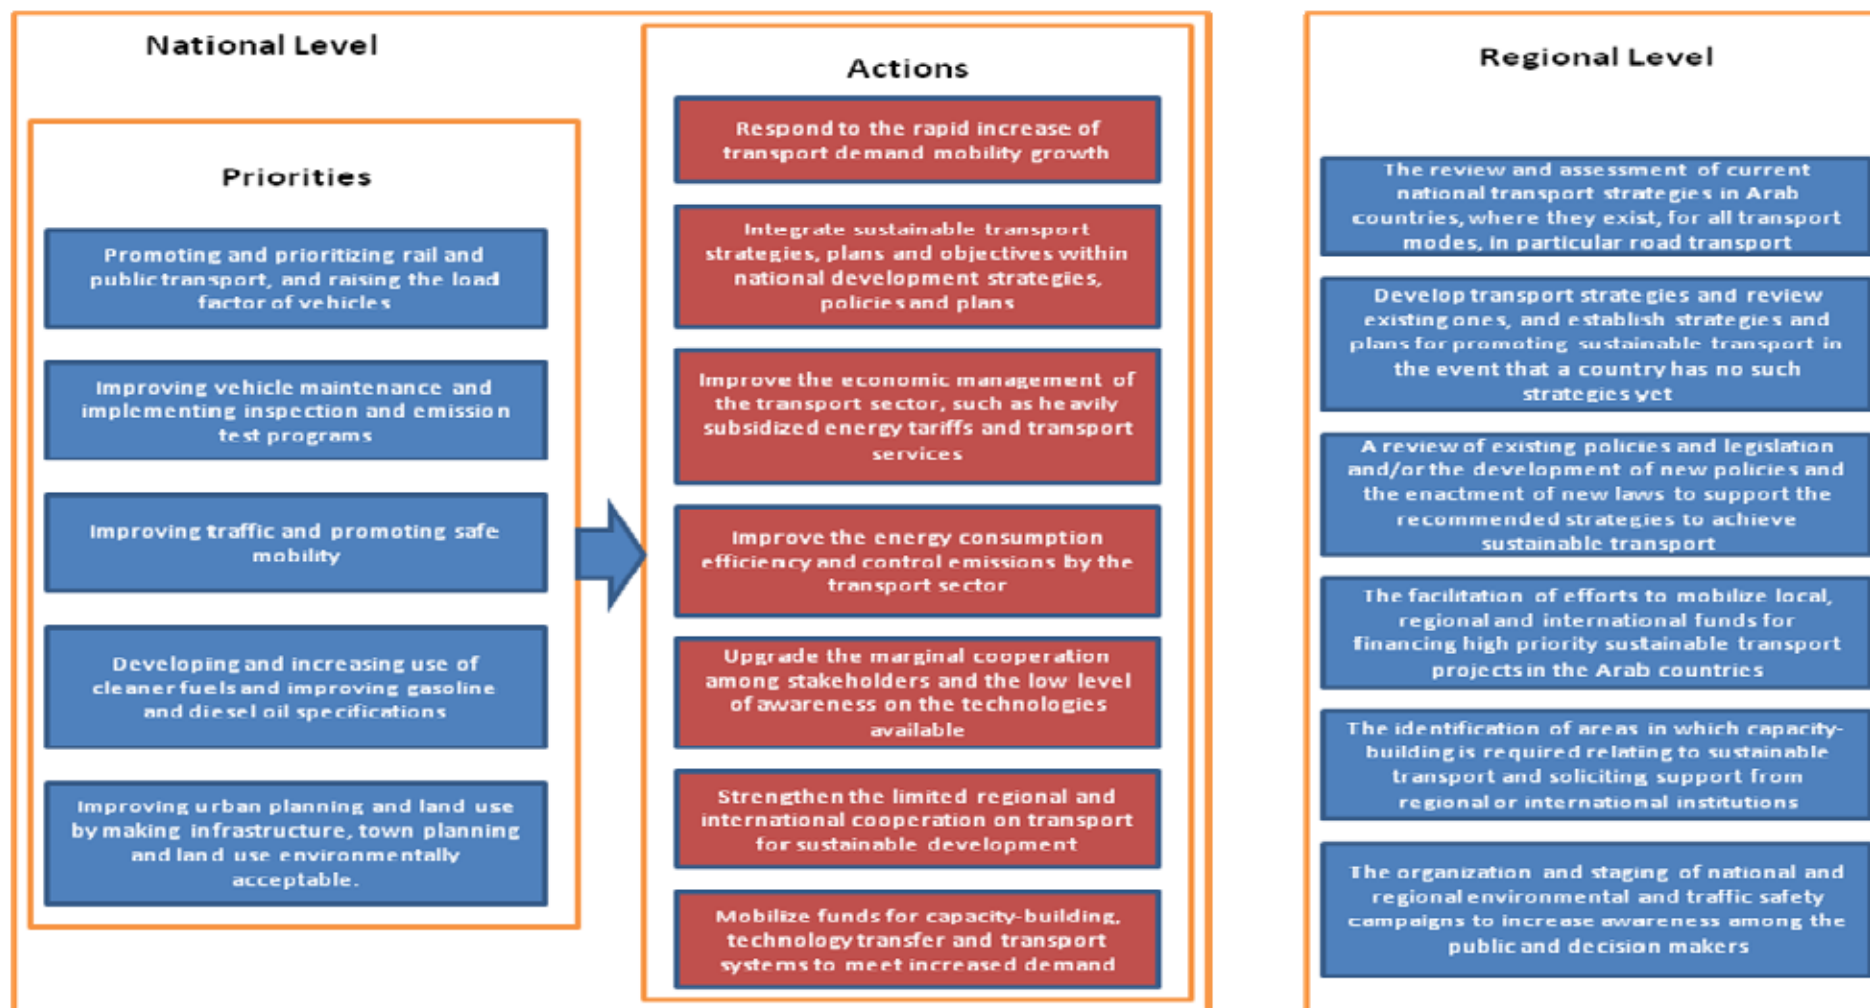 National Level
Priorities
Promoting and prioritizing rail and
public transport, and raising the load
factor of vehicles
Improving vehicle maintenance and
implementing inspection and emission
test programs
Improving traffic and promoting safe
mobility
Developing and increasing use of
cleaner fuels and improving gasoline
and diesel oil specifications
Improving urban planning and land use
by making infrastructure, town planning
and land use environmentally
acceptable.
Actions
Respond to the rapid increase of
transport demand mobility growth
Integrate sustainable transport
strategies, plans and objectives within
national development strategies,
policies and plans
Improve the economic management of
the transport sector, such as heavily
subsidized energy tariffs and transport
services
Improve the energy consumption
efficiency and control emissions by the
transport sector
Upgrade the marginal cooperation
among stakeholders and the low level
of awareness on the technologies
available
Strengthen the limited regional and
international cooperation on transport
for sustainable development
Mobilize funds for capacity-building,
technology transfer and transport
systems to meet increased demand
Regional Level
The review and assessment of current
national transport strategies in Arab
countries, where they exist, for all transport
modes, in particular road transport
Develop transport strategies and review
existing ones, and establish strategies and
plans for promoting sustainable transport in
the event that a country has no such
strategies yet
A review of existing policies and legislation
and/or the development of new policies and
the enactment of new laws to support the
recommended strategies to achieve
sustainable transport
The facilitation of efforts to mobilize local,
regional and international funds for
financing high priority sustainable transport
projects in the Arab countries
The identification of areas in which capacity-
building is required relating to sustainable
transport and soliciting support from
regional or international institutions
The organization and staging of national and
regional environmental and traffic safety
campaigns to increase awareness among the
public and decision makers